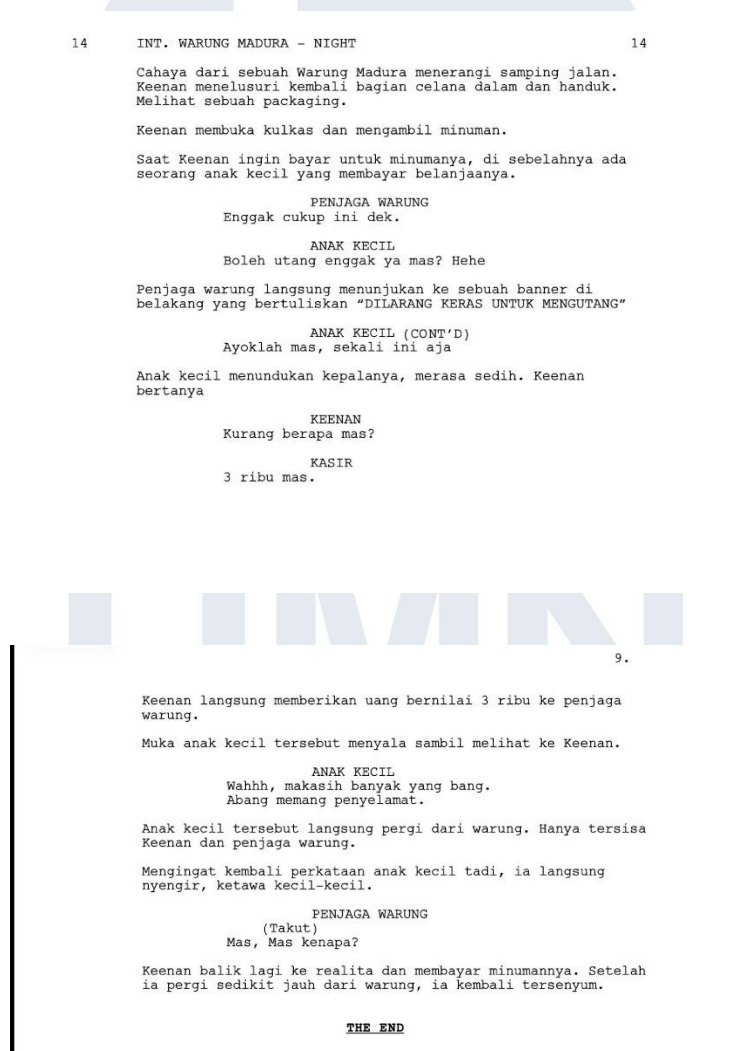 14 INT. WARUNG MADURA - NIGHT 14
Cahaya dari sebuah Warung Madura menerangi samping jalan.
Keenan menelusuri kembali bagian celana dalam dan handuk.
Melihat sebuah packaging.
Keenan membuka kulkas dan mengambil minuman.
Saat Keenan ingin bayar untuk minumanya, di sebelahnya ada
seorang anak kecil yang membayar belanjaanya.
PENJAGA WARUNG
Enggak cukup ini dek.
ANAK KECIL
Boleh utang enggak ya mas? Hehe
Penjaga warung langsung menunjukan ke sebuah banner di
belakang yang bertuliskan “DILARANG KERAS UNTUK MENGUTANG”
ANAK KECIL (CONT’D)
Ayoklah mas, sekali ini aja
Anak kecil menundukan kepalanya, merasa sedih. Keenan
bertanya
KEENAN
Kurang berapa mas?
KASIR
3 ribu mas.
9.
Keenan langsung memberikan uang bernilai 3 ribu ke penjaga
warung.
Muka anak kecil tersebut menyala sambil melihat ke Keenan.
ANAK KECIL
Wahhh, makasih banyak yang bang.
Abang memang penyelamat.
Anak kecil tersebut langsung pergi dari warung. Hanya tersisa
Keenan dan penjaga warung.
Mengingat kembali perkataan anak kecil tadi, ia langsung
nyengir, ketawa kecil-kecil.
PENJAGA WARUNG
(Takut)
Mas, Mas kenapa?
Keenan balik lagi ke realita dan membayar minumannya. Setelah
ia pergi sedikit jauh dari warung, ia kembali tersenyum.
THE END